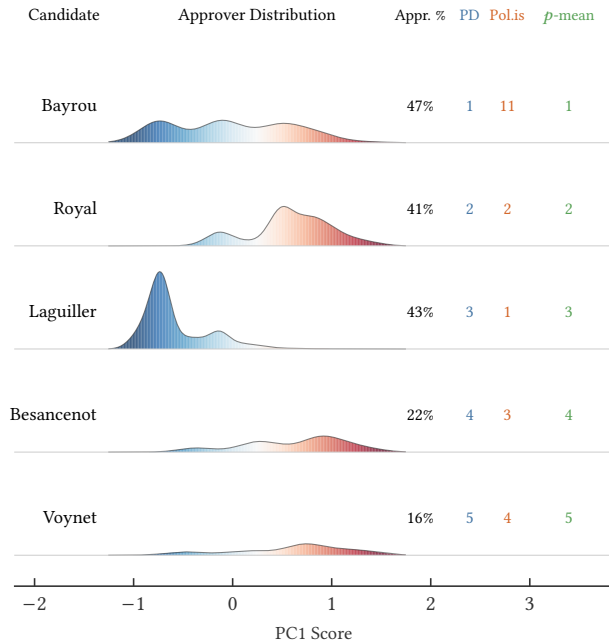 Candidate Approver Distribution Appr. % PD Pol.is p-mean
Bayrou 47% 1 11 1
Royal 41% 2 2 2
Laguiller 43% 3 1 3
Besancenot 22% 4 3 4
Voynet 16% 5 4 5
−2 −1 0 1 2 3
PC1 Score